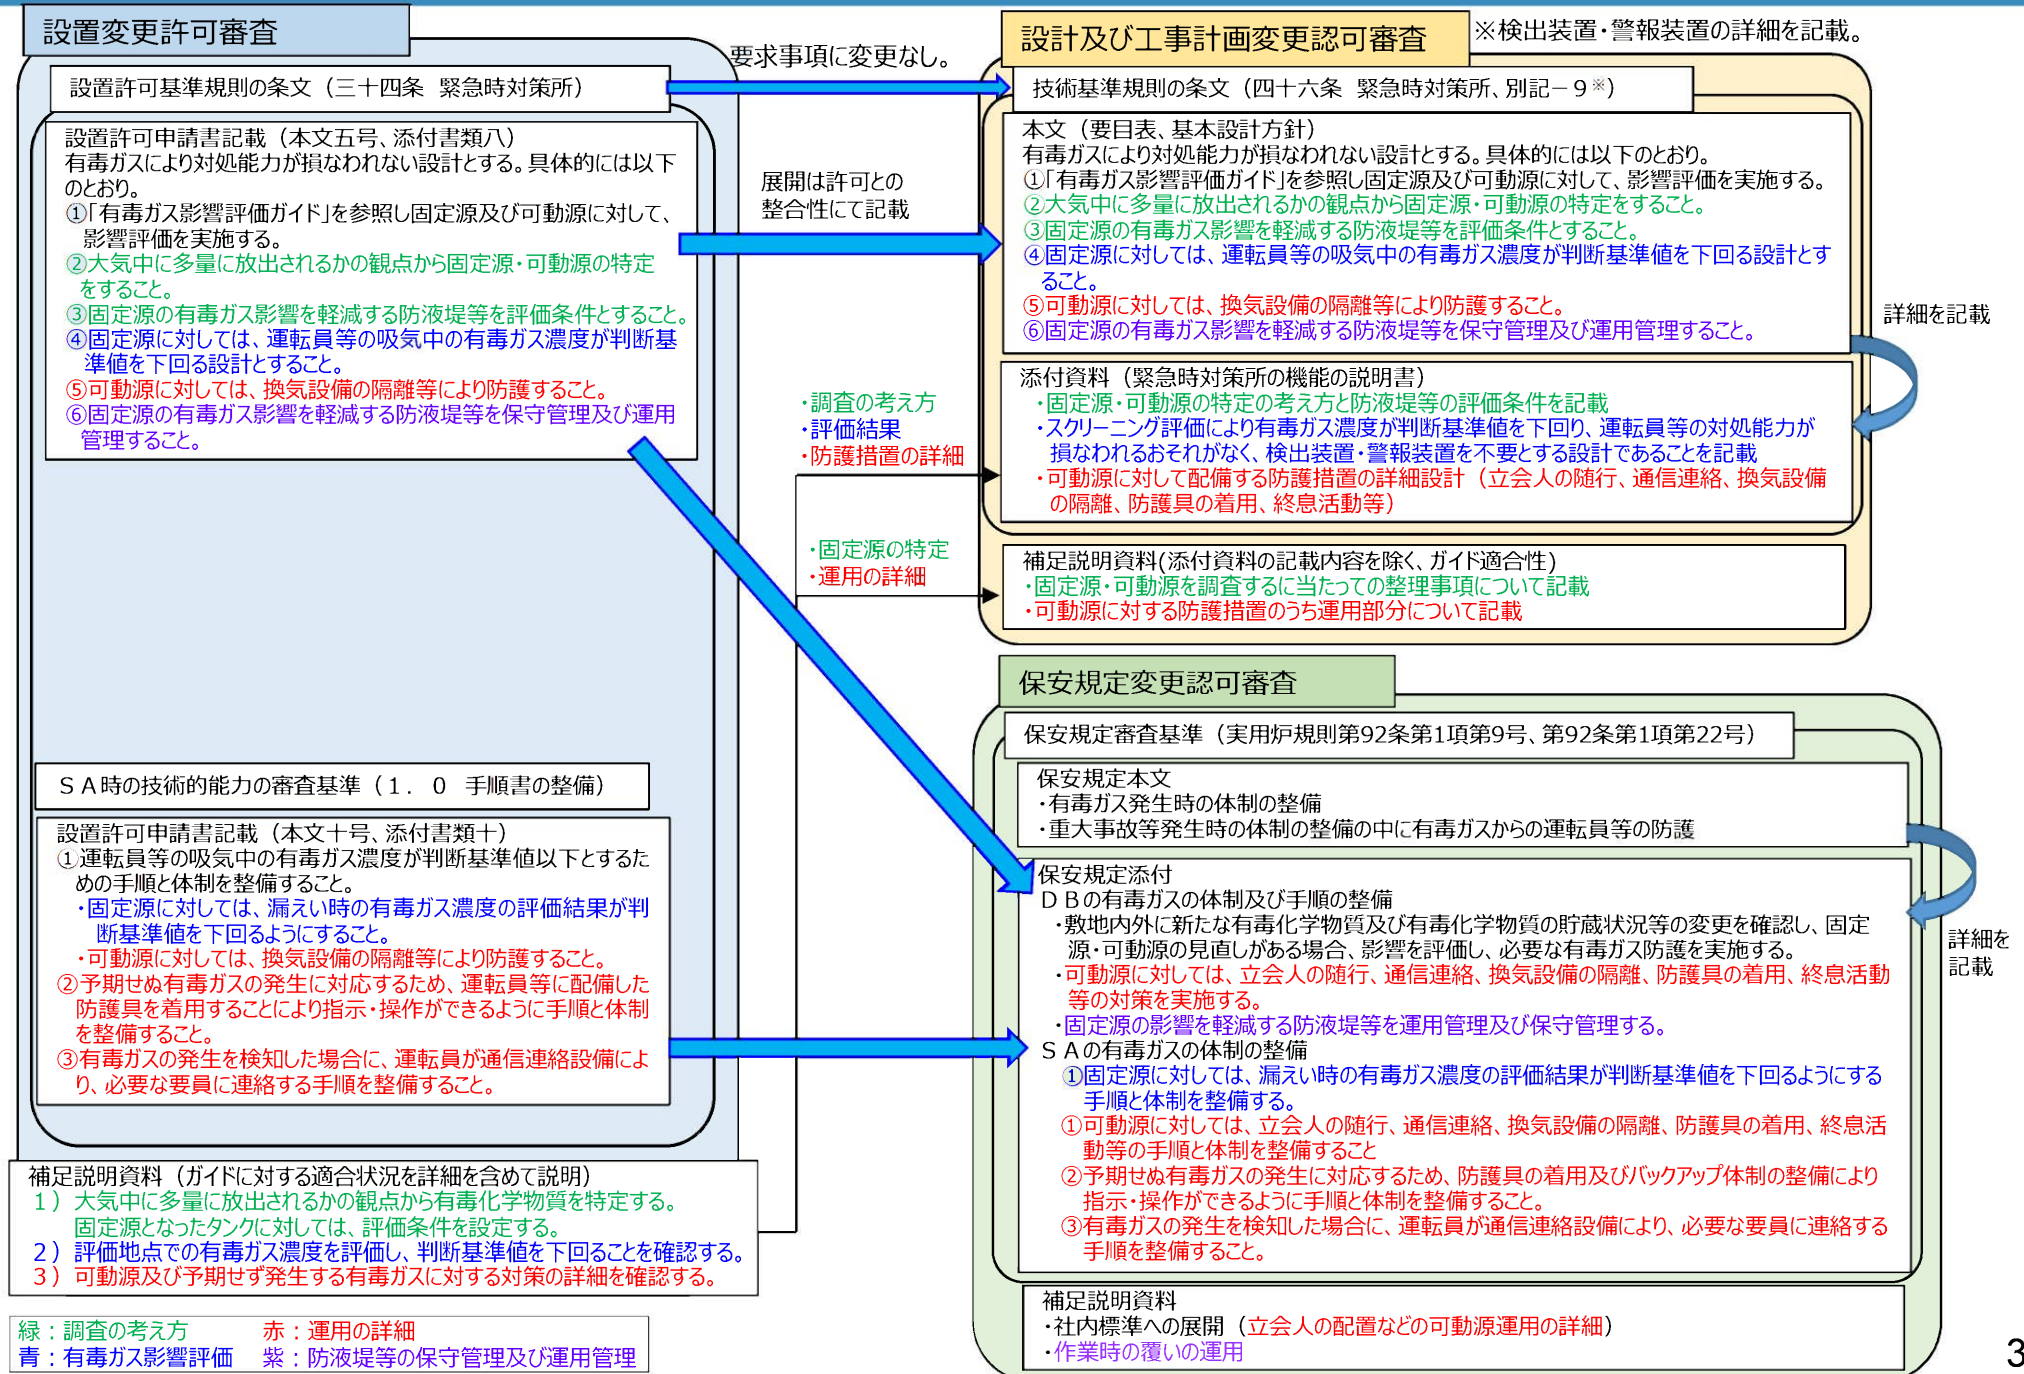 設置変更許可審査
設置許可基準規則の条文（三十四条 緊急時対策所）
設置許可申請書記載（本文五号、添付書類八）
有毒ガスにより対処能力が損なわれない設計とする。具体的には以下
のとおり。
①「有毒ガス影響評価ガイド」を参照し固定源及び可動源に対して、
影響評価を実施する。
②大気中に多量に放出されるかの観点から固定源・可動源の特定
をすること。
③固定源の有毒ガス影響を軽減する防液堤等を評価条件とすること。
④固定源に対しては、運転員等の吸気中の有毒ガス濃度が判断基
準値を下回る設計とすること。
⑤可動源に対しては、換気設備の隔離等により防護すること。
⑥固定源の有毒ガス影響を軽減する防液堤等を保守管理及び運用
管理すること。
ＳＡ時の技術的能力の審査基準（１．０ 手順書の整備）
設置許可申請書記載（本文十号、添付書類十）
①運転員等の吸気中の有毒ガス濃度が判断基準値以下とするた
めの手順と体制を整備すること。
・固定源に対しては、漏えい時の有毒ガス濃度の評価結果が判
断基準値を下回るようにすること。
・可動源に対しては、換気設備の隔離等により防護すること。
②予期せぬ有毒ガスの発生に対応するため、運転員等に配備した
防護具を着用することにより指示・操作ができるように手順と体制
を整備すること。
③有毒ガスの発生を検知した場合に、運転員が通信連絡設備によ
り、必要な要員に連絡する手順を整備すること。
補足説明資料（ガイドに対する適合状況を詳細を含めて説明）
１）大気中に多量に放出されるかの観点から有毒化学物質を特定する。
固定源となったタンクに対しては、評価条件を設定する。
２）評価地点での有毒ガス濃度を評価し、判断基準値を下回ることを確認する。
３）可動源及び予期せず発生する有毒ガスに対する対策の詳細を確認する。
緑：調査の考え方 赤：運用の詳細
青：有毒ガス影響評価 紫：防液堤等の保守管理及び運用管理
要求事項に変更なし。
展開は許可との
整合性にて記載
・調査の考え方
・評価結果
・防護措置の詳細
・固定源の特定
・運用の詳細
設計及び工事計画変更認可審査
※検出装置・警報装置の詳細を記載。
技術基準規則の条文（四十六条 緊急時対策所、別記－９※）
本文（要目表、基本設計方針）
有毒ガスにより対処能力が損なわれない設計とする。具体的には以下のとおり。
①「有毒ガス影響評価ガイド」を参照し固定源及び可動源に対して、影響評価を実施する。
②大気中に多量に放出されるかの観点から固定源・可動源の特定をすること。
③固定源の有毒ガス影響を軽減する防液堤等を評価条件とすること。
④固定源に対しては、運転員等の吸気中の有毒ガス濃度が判断基準値を下回る設計とす
ること。
⑤可動源に対しては、換気設備の隔離等により防護すること。
⑥固定源の有毒ガス影響を軽減する防液堤等を保守管理及び運用管理すること。
詳細を記載
添付資料（緊急時対策所の機能の説明書）
・固定源・可動源の特定の考え方と防液堤等の評価条件を記載
・スクリーニング評価により有毒ガス濃度が判断基準値を下回り、運転員等の対処能力が
損なわれるおそれがなく、検出装置・警報装置を不要とする設計であることを記載
・可動源に対して配備する防護措置の詳細設計（立会人の随行、通信連絡、換気設備
の隔離、防護具の着用、終息活動等）
補足説明資料(添付資料の記載内容を除く、ガイド適合性)
・固定源・可動源を調査するに当たっての整理事項について記載
・可動源に対する防護措置のうち運用部分について記載
保安規定変更認可審査
保安規定審査基準（実用炉規則第92条第1項第9号、第92条第1項第22号）
保安規定本文
・有毒ガス発生時の体制の整備
・重大事故等発生時の体制の整備の中に有毒ガスからの運転員等の防護
保安規定添付
ＤＢの有毒ガスの体制及び手順の整備
・敷地内外に新たな有毒化学物質及び有毒化学物質の貯蔵状況等の変更を確認し、固定
源・可動源の見直しがある場合、影響を評価し、必要な有毒ガス防護を実施する。
・可動源に対しては、立会人の随行、通信連絡、換気設備の隔離、防護具の着用、終息活動
等の対策を実施する。
・固定源の影響を軽減する防液堤等を運用管理及び保守管理する。
ＳＡの有毒ガスの体制の整備
①固定源に対しては、漏えい時の有毒ガス濃度の評価結果が判断基準値を下回るようにする
手順と体制を整備する。
①可動源に対しては、立会人の随行、通信連絡、換気設備の隔離、防護具の着用、終息活
動等の手順と体制を整備すること
②予期せぬ有毒ガスの発生に対応するため、防護具の着用及びバックアップ体制の整備により
指示・操作ができるように手順と体制を整備すること。
③有毒ガスの発生を検知した場合に、運転員が通信連絡設備により、必要な要員に連絡する
手順を整備すること。
詳細を
記載
補足説明資料
・社内標準への展開（立会人の配置などの可動源運用の詳細）
・作業時の覆いの運用
3